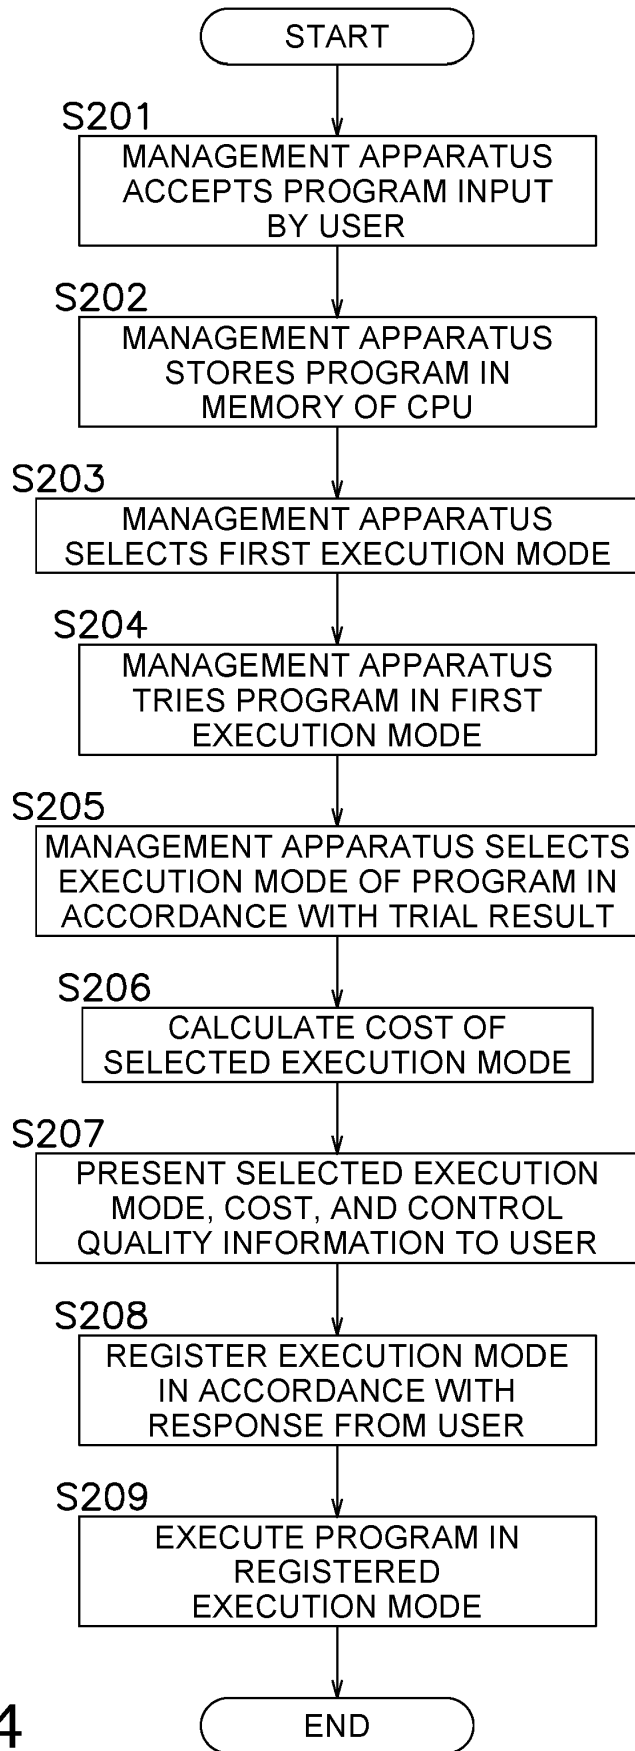 START
S201
MANAGEMENT APPARATUS
ACCEPTS PROGRAM INPUT
BY USER
S202
MANAGEMENT APPARATUS
STORES PROGRAM IN
MEMORY OF CPU
S203
MANAGEMENT APPARATUS
SELECTS FIRST EXECUTION MODE
S204
MANAGEMENT APPARATUS
TRIES PROGRAM IN FIRST
EXECUTION MODE
S205
MANAGEMENT APPARATUS SELECTS
EXECUTION MODE OF PROGRAM IN
ACCORDANCE WITH TRIAL RESULT
S206
CALCULATE COST OF
SELECTED EXECUTION MODE
S207
PRESENT SELECTED EXECUTION
MODE, COST, AND CONTROL
QUALITY INFORMATION TO USER
S208
REGISTER EXECUTION MODE
IN ACCORDANCE WITH
RESPONSE FROM USER
S209
EXECUTE PROGRAM IN
REGISTERED
EXECUTION MODE
END
4